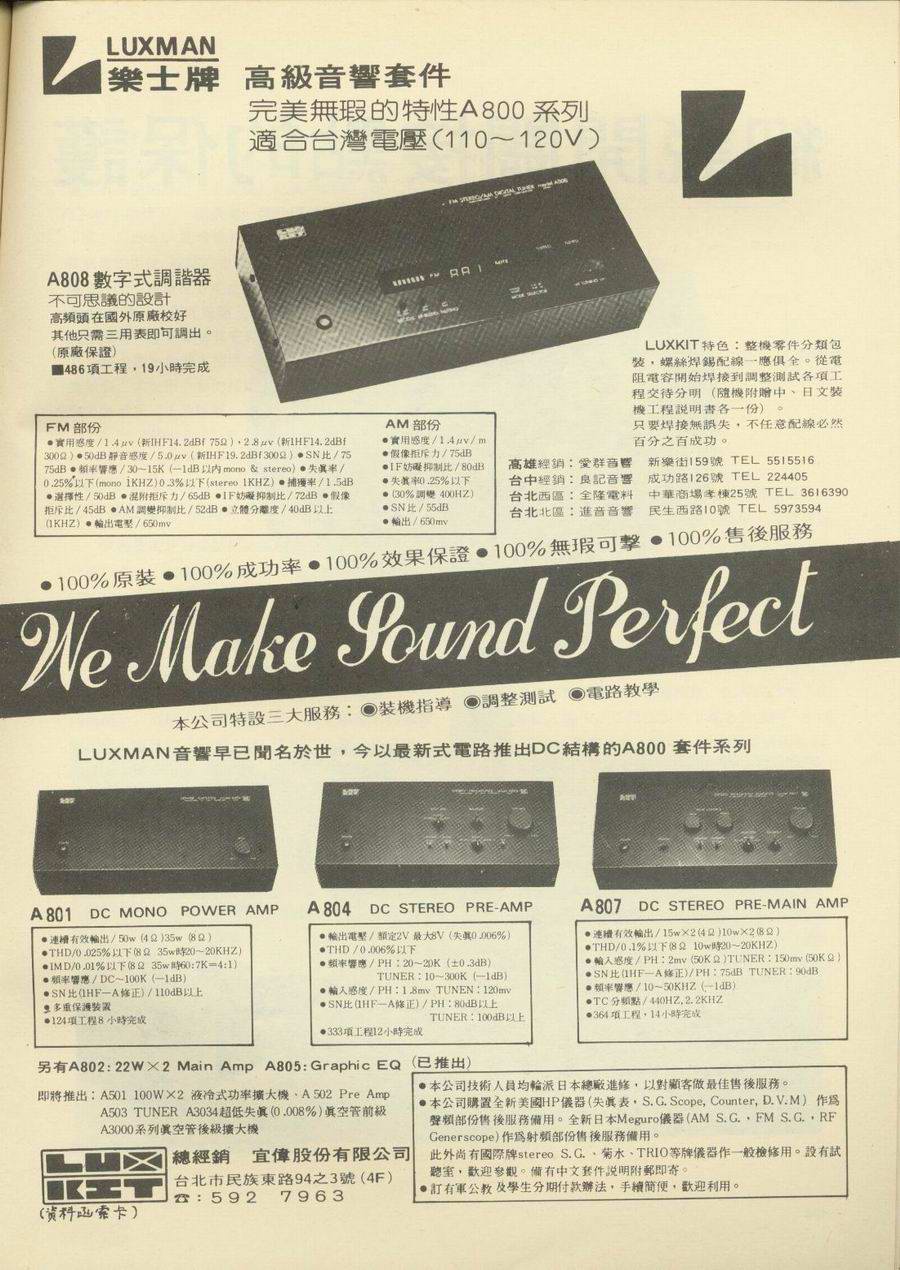 LUXMAN
樂士牌 高級音響套件
完美無瑕的特性A800系列
適合台灣電壓(110～120V)
FM STEREO/AM DIGITAL TUNER model A808
LUX
KIT
A808數字式調諧器
不可思議的設計
高頻頭在國外原廠校好
其他只需三用表即可調出。
(原廠保證)
■486項工程，19小時完成
LUXKIT特色：整機零件分類包
裝，螺絲焊錫配線一應俱全。從電
阻電容開始焊接到調整測試各項工
程交待分明（隨機附贈中、日文裝
機工程説明書各一份）。
只要焊接無誤失，不任意配線必然
百分之百成功。
FM部份
●實用感度/1.4μv(新IHF14.2dBf 75Ω)，2.8μv(新IHF14.2dBf
300Ω)●50dB靜音感度/5.0μv(新IHF19.2dBf300Ω)●SN比/75
75dB●頻率響應/30～15K(—1dB以内mono & stereo)●失眞率/
0.25%以下(mono 1KHZ)0.3%以下(stereo 1KHZ)●捕獲率/1.5dB
●選擇性/50dB●混附拒斥力/65dB●IF妨礙抑制比/72dB●假像
拒斥比/45dB●AM調變抑制比/52dB●立體分離度/40dB以上
(1KHZ)●輸出電壓/650mv
AM部份
●實用感度/1.4μv/m
●假像拒斥力/75dB
●IF妨礙抑制比/80dB
●失眞率0.25%以下
●(30%調變 400HZ)
●SN比/55dB
●輸出/650mv
高雄經銷：愛群音響 新樂街159號 TEL 5515516
台中經銷：良記音響 成功路126號 TEL 224405
台北西區：全隆電料 中華商場孝棟25號 TEL 3616390
台北北區：進音音響 民生西路10號 TEL 5973594
●100%原裝●100%成功率●100%效果保證●100%無瑕可擊●100%售後服務
We Make Sound Perfect
本公司特設三大服務：◉裝機指導 ◉調整測試 ◉電路教學
LUXMAN音響早已聞名於世，今以最新式電路推出DC結構的A800套件系列
A801 DC MONO POWER AMP
●連續有效輸出/50w(4Ω)35w(8Ω)
●THD/0.025%以下(8Ω 35w時20～20KHZ)
●IMD/0.01%以下(8Ω 35w時60:7K=4:1)
●頻率響應/DC～100K(—1dB)
●SN比(IHF—A修正)/110dB以上
●多重保護裝置
●124項工程8小時完成
A804 DC STEREO PRE-AMP
●輸出電壓/額定2V 最大8V(失眞0.006%)
●THD/0.006%以下
●頻率響應/PH：20～20K(±0.3dB)
TUNER：10～300K(—1dB)
●輸入感度/PH：1.8mv TUNEN：120mv
●SN比(IHF—A修正)/PH：80dB以上
TUNER：100dB以上
●333項工程12小時完成
A807 DC STEREO PRE-MAIN AMP
●連續有效輸出/15w×2(4Ω)10w×2(8Ω)
●THD/0.1%以下(8Ω 10w時20～20KHZ)
●輸入感度/PH：2mv(50KΩ)TUNER：150mv(50KΩ)
●SN比(IHF—A修正)/PH：75dB TUNER：90dB
●頻率響應/10～50KHZ(—1dB)
●TC分頻點/440HZ,2.2KHZ
●364項工程，14小時完成
另有A802: 22W×2 Main Amp A805: Graphic EQ (已推出)
即將推出：A501 100W×2 液冷式功率擴大機、A502 Pre Amp
A503 TUNER A3034超低失眞(0.008%)眞空管前級
A3000系列眞空管後級擴大機
●本公司技術人員均輪派日本總廠進修，以對顧客做最佳售後服務。
●本公司購置全新美國HP儀器(失眞表，S.G.Scope, Counter, D.V.M) 作爲
聲頻部份售後服務備用。全新日本Meguro儀器(AM S.G.，FM S.G.，RF
Generscope)作爲射頻部份售後服務備用。
此外尚有國際牌stereo S.G.、菊水、TRIO等牌儀器作一般檢修用。設有試
聽室，歡迎參觀。備有中文套件説明附郵即寄。
●訂有軍公教及學生分期付款辦法，手續簡便，歡迎利用。
LUX
KIT
總經銷 宜偉股份有限公司
台北市民族東路94之3號(4F)
☎：592 7963
(資料函索卡)